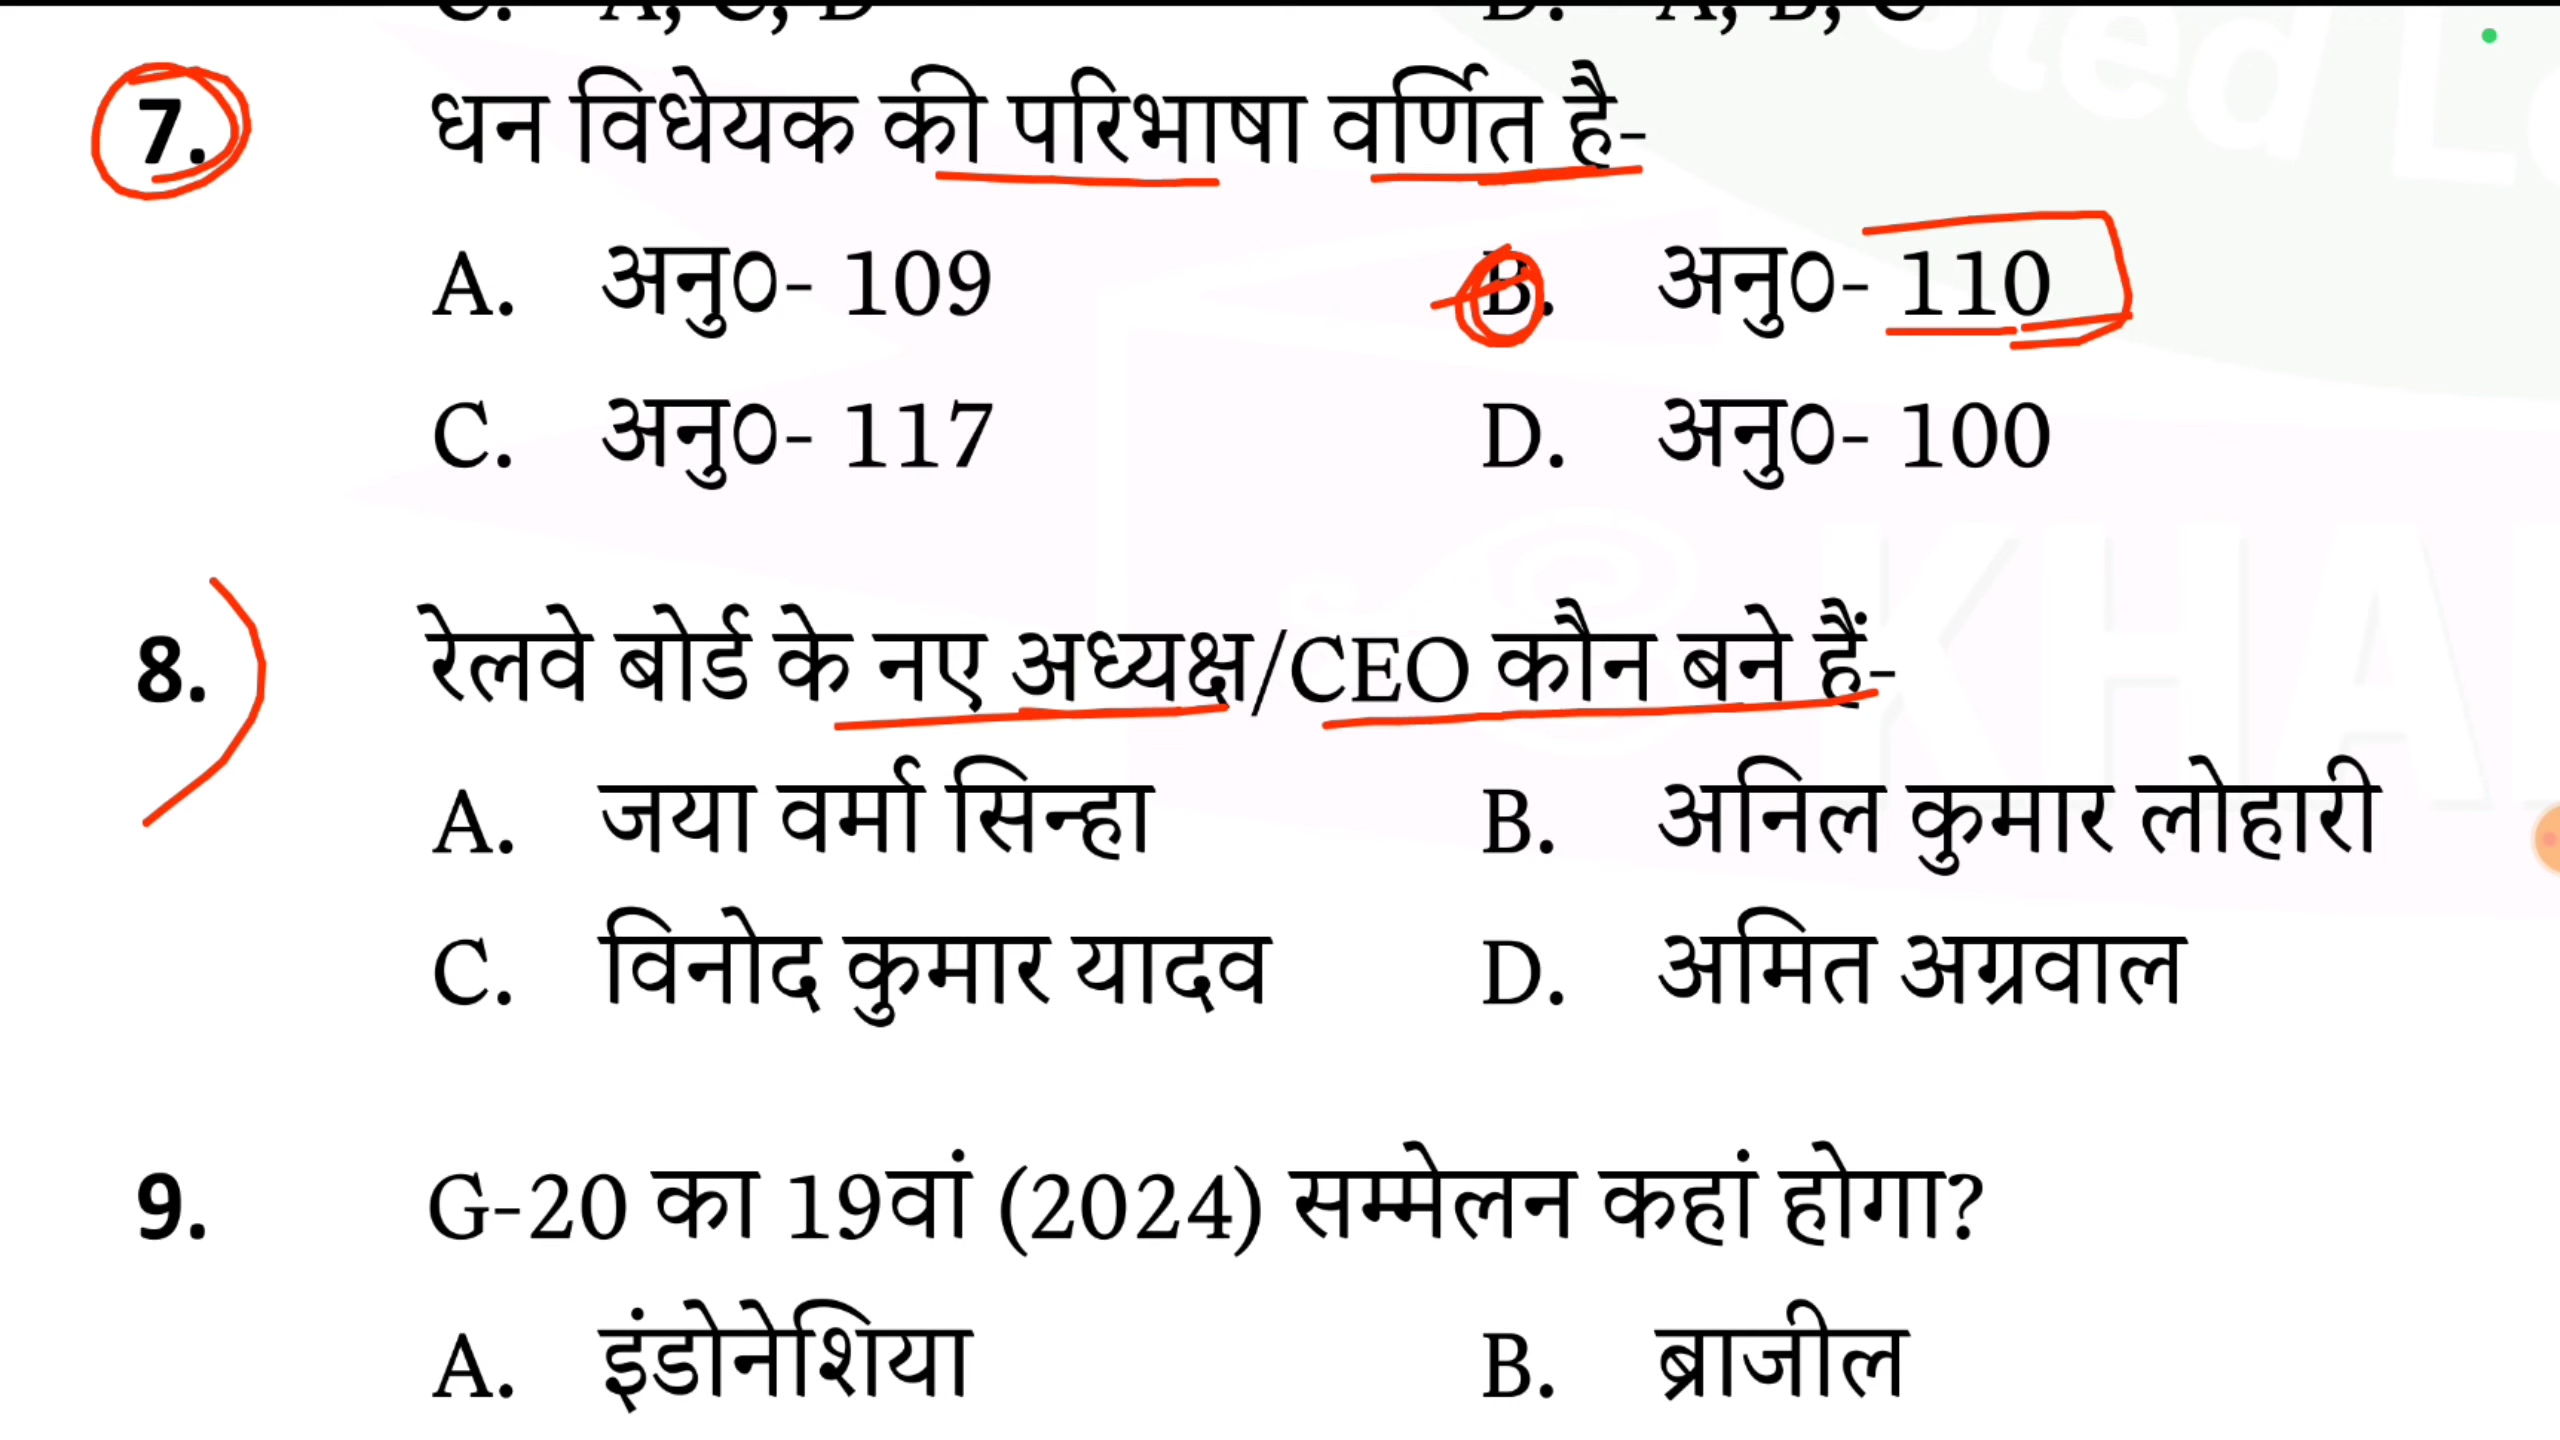 C. A, C, D D. A, B, C
7. धन विधेयक की परिभाषा वर्णित है-
A. अनु0- 109 B. अनु0- 110
C. अनु0- 117 D. अनु0- 100
8. रेलवे बोर्ड के नए अध्यक्ष/CEO कौन बने हैं-
A. जया वर्मा सिन्हा B. अनिल कुमार लोहारी
C. विनोद कुमार यादव D. अमित अग्रवाल
9. G-20 का 19वां (2024) सम्मेलन कहां होगा?
A. इंडोनेशिया B. ब्राजील